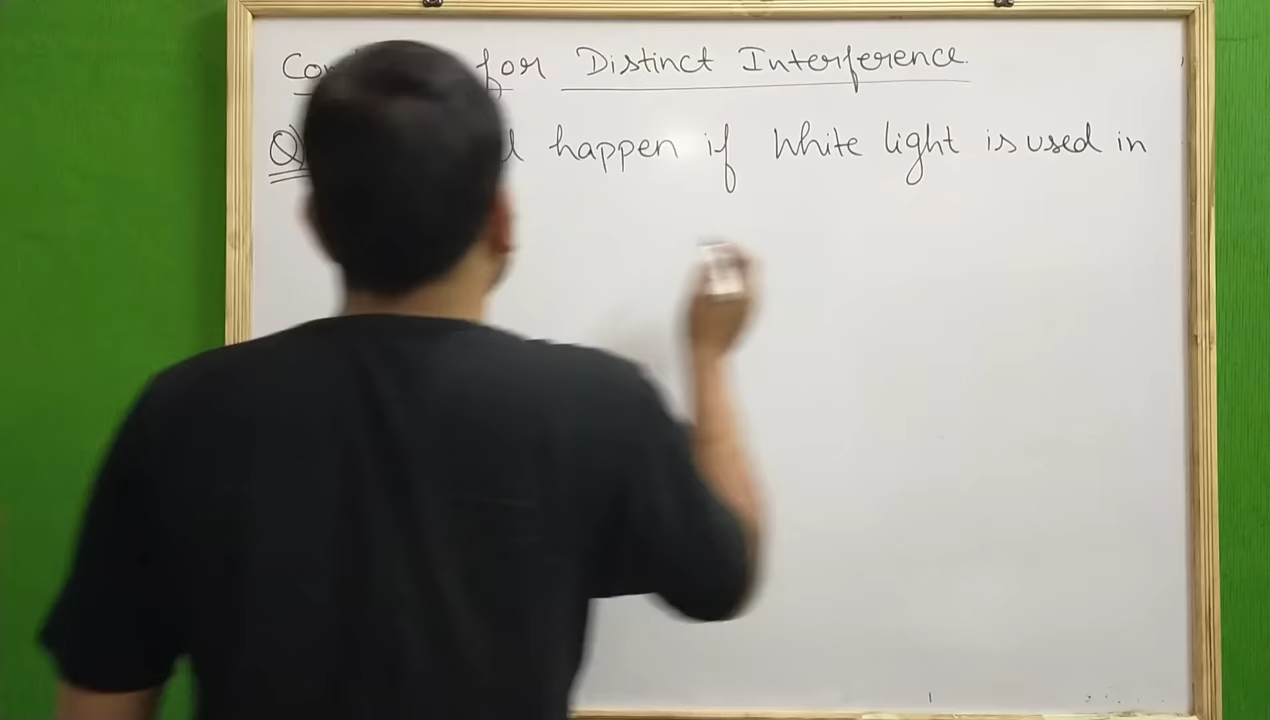 for Distinct Interference.
Q happen if White light is used in